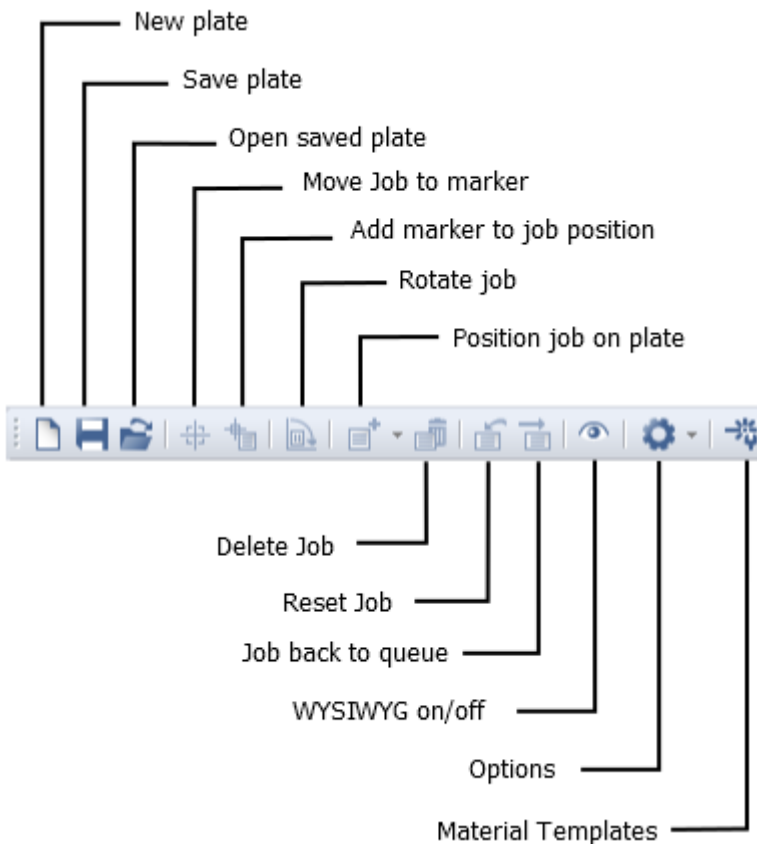 New plate
Save plate
Open saved plate
Move Job to marker
Add marker to job position
Rotate job
Position job on plate
Delete Job
Reset Job
Job back to queue
WYSIWYG on/off
Options
Material Templates